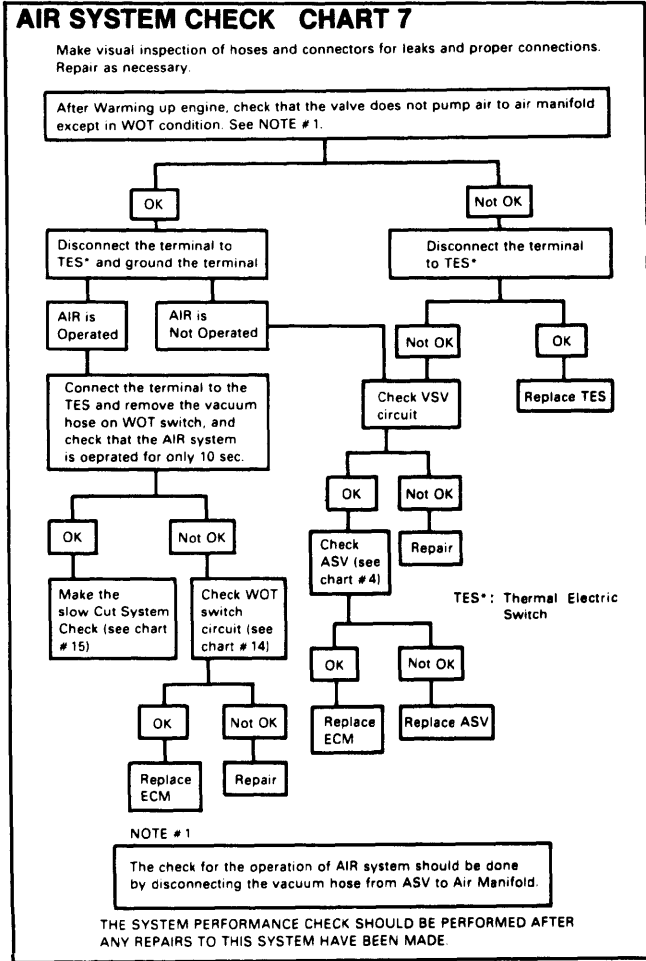 AIR SYSTEM CHECK CHART 7
Make visual inspection of hoses and connectors for leaks and proper connections.
Repair as necessary.
After Warming up engine, check that the valve does not pump air to air manifold
except in WOT condition. See NOTE # 1.
OK
Not OK
Disconnect the terminal to
TES* and ground the terminal
Disconnect the terminal
to TES*
AIR is
Operated
AIR is
Not Operated
Not OK
OK
Connect the terminal to the
TES and remove the vacuum
hose on WOT switch, and
check that the AIR system
is oeprated for only 10 sec.
Check VSV
circuit
Replace TES
OK
Not OK
OK
Not OK
Make the
slow Cut System
Check (see chart
# 15)
Check WOT
switch
circuit (see
chart # 14)
Check
ASV (see
chart # 4)
Repair
TES*: Thermal Electric
Switch
OK
Not OK
OK
Not OK
Replace
ECM
Repair
Replace
ECM
Replace ASV
NOTE # 1
The check for the operation of AIR system should be done
by disconnecting the vacuum hose from ASV to Air Manifold.
THE SYSTEM PERFORMANCE CHECK SHOULD BE PERFORMED AFTER
ANY REPAIRS TO THIS SYSTEM HAVE BEEN MADE.